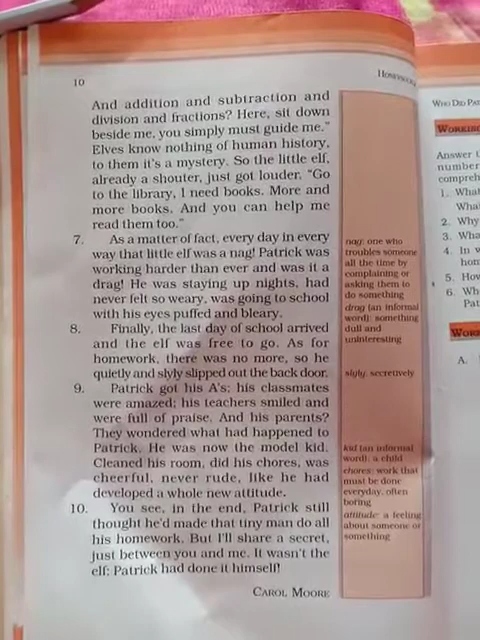 10
And addition and subtraction and
division and fractions? Here, sit down
beside me, you simply must guide me."
Elves know nothing of human history,
to them it's a mystery. So the little elf,
already a shouter, just got louder. "Go
to the library, I need books. More and
more books. And you can help me
read them too."
7. As a matter of fact, every day in every
way that little elf was a nag! Patrick was
working harder than ever and was it a
drag! He was staying up nights, had
never felt so weary, was going to school
with his eyes puffed and bleary.
8. Finally, the last day of school arrived
and the elf was free to go. As for
homework, there was no more, so he
quietly and slyly slipped out the back door.
9. Patrick got his A's; his classmates
were amazed; his teachers smiled and
were full of praise. And his parents?
They wondered what had happened to
Patrick. He was now the model kid.
Cleaned his room, did his chores, was
cheerful, never rude, like he had
developed a whole new attitude.
10. You see, in the end, Patrick still
thought he'd made that tiny man do all
his homework. But I'll share a secret,
just between you and me. It wasn't the
elf; Patrick had done it himself!
CAROL MOORE
nag: one who
troubles someone
all the time by
complaining or
asking them to
do something
drag (an informal
word): something
dull and
uninteresting
slyly: secretively
kid (an informal
word): a child
chores: work that
must be done
everyday, often
boring
attitude: a feeling
about someone or
something
WHO DID
Answer
number
1. What
2. Why
4. In
A.